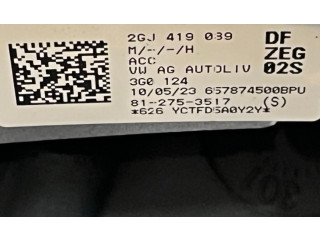 2GJ 419 089 DF
M/-/-/H ZEG
ACC 02S
VW AG AUTOLIV
3G0 124
10/05/23 657874500BPU
81-275-3517 (S)
*626 YCTFD5A0Y2Y*